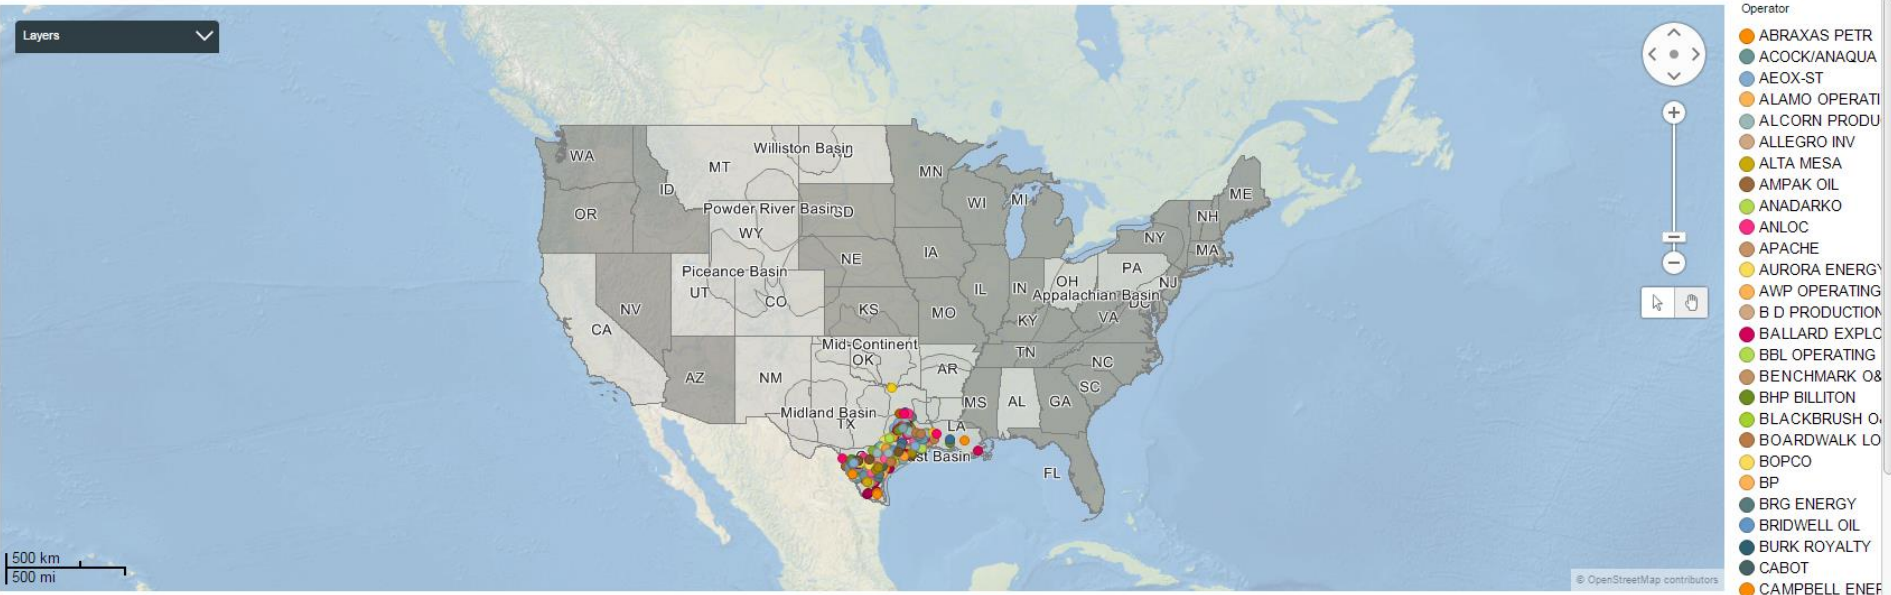 Layers
Operator
ABRAXAS PETR
ACOCK/ANAQUA
AEOX-ST
ALAMO OPERATI
ALCORN PRODU
ALLEGRO INV
ALTA MESA
AMPAK OIL
ANADARKO
ANLOC
APACHE
AURORA ENERGY
AWP OPERATING
B D PRODUCTION
BALLARD EXPLO
BBL OPERATING
BENCHMARK O&
BHP BILLITON
BLACKBRUSH O
BOARDWALK LO
BOPCO
BP
BRG ENERGY
BRIDWELL OIL
BURK ROYALTY
CABOT
CAMPBELL ENER
WA
MT
Williston Basin
ND
MN
ID
OR
WI
MI
ME
Powder River Basin
SD
NH
WY
NY
MA
NE
IA
Piceance Basin
PA
UT
CO
OH
NJ
IL
IN
Appalachian Basin
DC
NV
KS
MO
KY
VA
CA
Mid-Continent
OK
TN
NC
AZ
NM
AR
SC
Midland Basin
TX
MS
AL
GA
LA
st Basin
FL
500 km
500 mi
© OpenStreetMap contributors